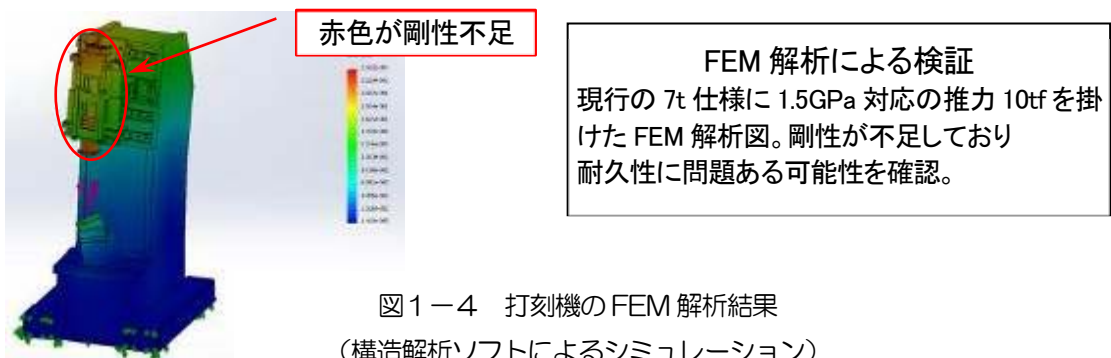 赤色が剛性不足
FEM 解析による検証
現行の 7t 仕様に 1.5GPa 対応の推力 10tf を掛
けた FEM 解析図。剛性が不足しており
耐久性に問題ある可能性を確認。
図1－4 打刻機の FEM 解析結果
（構造解析ソフトによるシミュレーション）